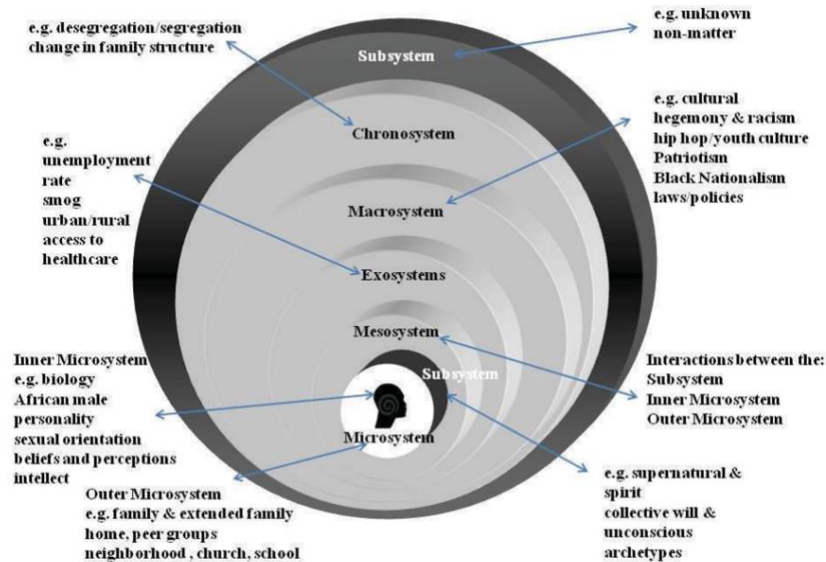 e.g. desegregation/segregation
change in family structure
e.g. unknown
non-matter
Subsystem
e.g. cultural
hegemony & racism
hip hop/youth culture
Patriotism
Black Nationalism
laws/policies
Chronosystem
e.g.
unemployment
rate
smog
urban/rural
access to
healthcare
Macrosystem
Exosystems
Mesosystem
Inner Microsystem
e.g. biology
African male
personality
sexual orientation
beliefs and perceptions
intellect
Subsystem
Microsystem
Interactions between the:
Subsystem
Inner Microsystem
Outer Microsystem
Outer Microsystem
e.g. family & extended family
home, peer groups
neighborhood , church, school
e.g. supernatural &
spirit
collective will &
unconscious
archetypes